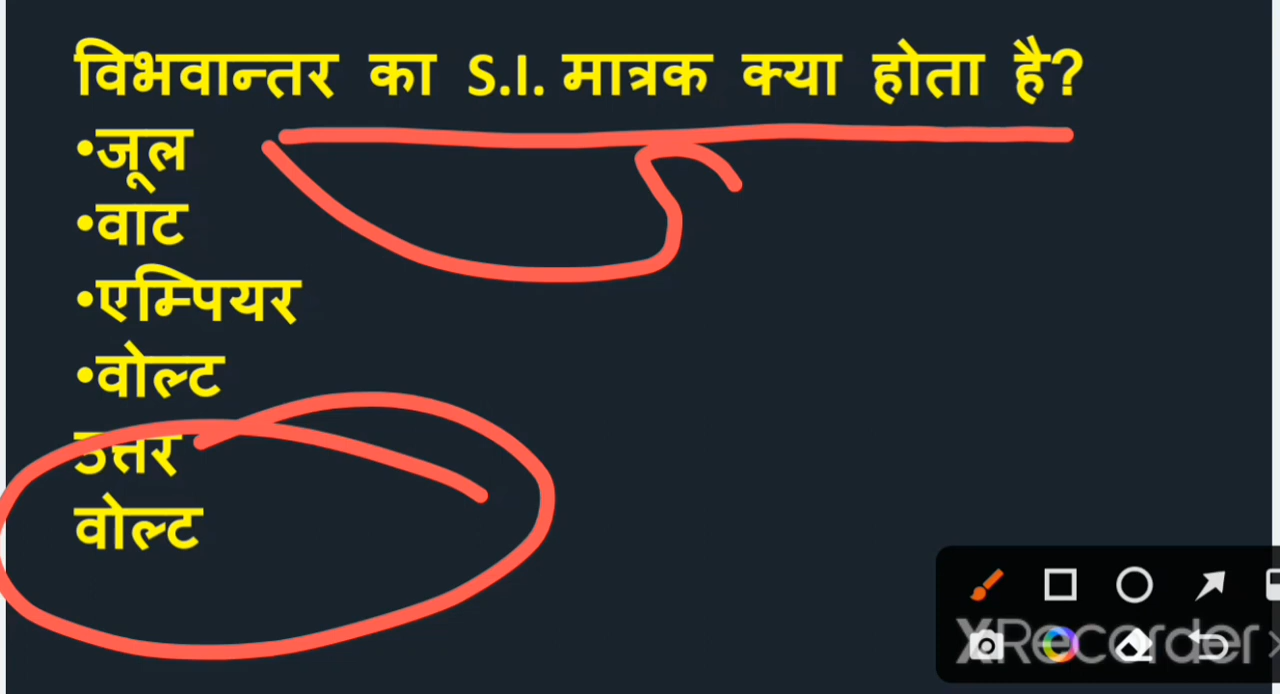 विभवान्तर का S.I. मात्रक क्या होता है?
•जूल
•वाट
•एम्पियर
•वोल्ट
उत्तर
वोल्ट
XRecorder